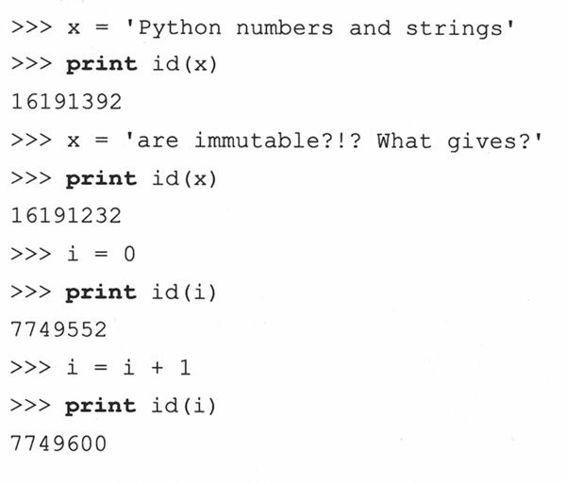 >>> x = 'Python numbers and strings'
>>> print id(x)
16191392
>>> x = 'are immutable?!? What gives?'
>>> print id(x)
16191232
>>> i = 0
>>> print id(i)
7749552
>>> i = i + 1
>>> print id(i)
7749600